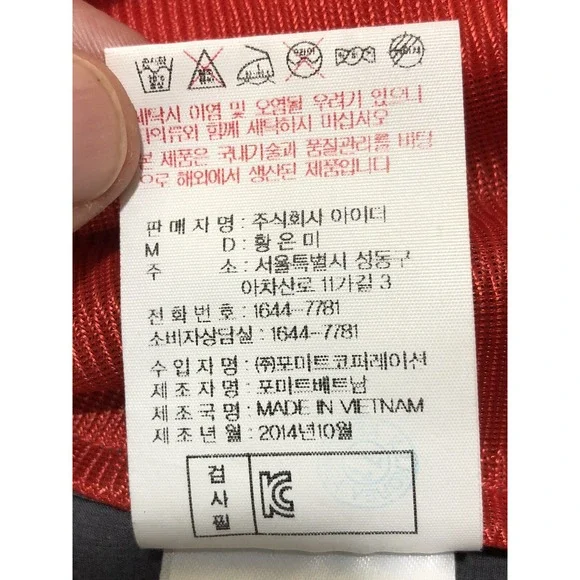 세탁시 이염 및 오염될 우려가 있으니
타의류와 함께 세탁하지 마십시오
본 제품은 국내기술과 품질관리를 바탕
으로 해외에서 생산된 제품입니다
판 매 자 명 : 주식회사 아이더
M D : 황 은 미
주 소 : 서울특별시 성동구
아차산로 11가길 3
전 화 번 호 : 1644-7781
소비자상담실 : 1644-7781
수 입 자 명 : (주)포마트코퍼레이션
제 조 자 명 : 포마트베트남
제 조 국 명 : MADE IN VIETNAM
제 조 년 월 : 2014년10월
검사필 KC